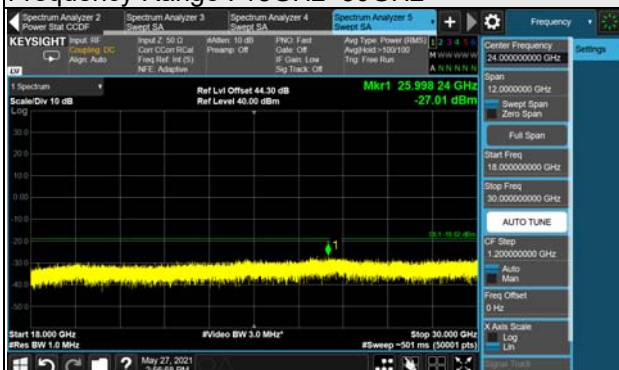 Frequency Range : 18GHz~30GHz
Spectrum Analyzer 2
Power Stat CCDF
Spectrum Analyzer 3
Swept SA
Spectrum Analyzer 4
Swept SA
Spectrum Analyzer 5
Swept SA
Frequency
KEYSIGHT
Input: RF
Coupling: DC
Align: Auto
Input Z: 50 Ω
Corr CCorr RCal
Freq Ref: Int (S)
NFE: Adaptive
#Atten: 10 dB
Preamp: Off
PNO: Fast
Gate: Off
IF Gain: Low
Sig Track: Off
Avg Type: Power (RMS)
Avg|Hold:>100/100
Trig: Free Run
1 2 3 4 5 6
M W W W W W
A N N N N N
LXI
1 Spectrum
Scale/Div 10 dB
Ref Lvl Offset 44.30 dB
Ref Level 40.00 dBm
Mkr1 25.998 24 GHz
-27.01 dBm
Log
30.0
20.0
10.0
0.00
-10.0
-20.0
-30.0
-40.0
-50.0
1
Start 18.000 GHz
#Res BW 1.0 MHz
#Video BW 3.0 MHz*
Stop 30.000 GHz
#Sweep ~501 ms (50001 pts)
May 27, 2021
Center Frequency
24.000000000 GHz
Settings
Span
12.0000000 GHz
Swept Span
Zero Span
Full Span
Start Freq
18.000000000 GHz
Stop Freq
30.000000000 GHz
AUTO TUNE
CF Step
1.200000000 GHz
Auto
Man
Freq Offset
0 Hz
X Axis Scale
Log
Lin
Signal Track